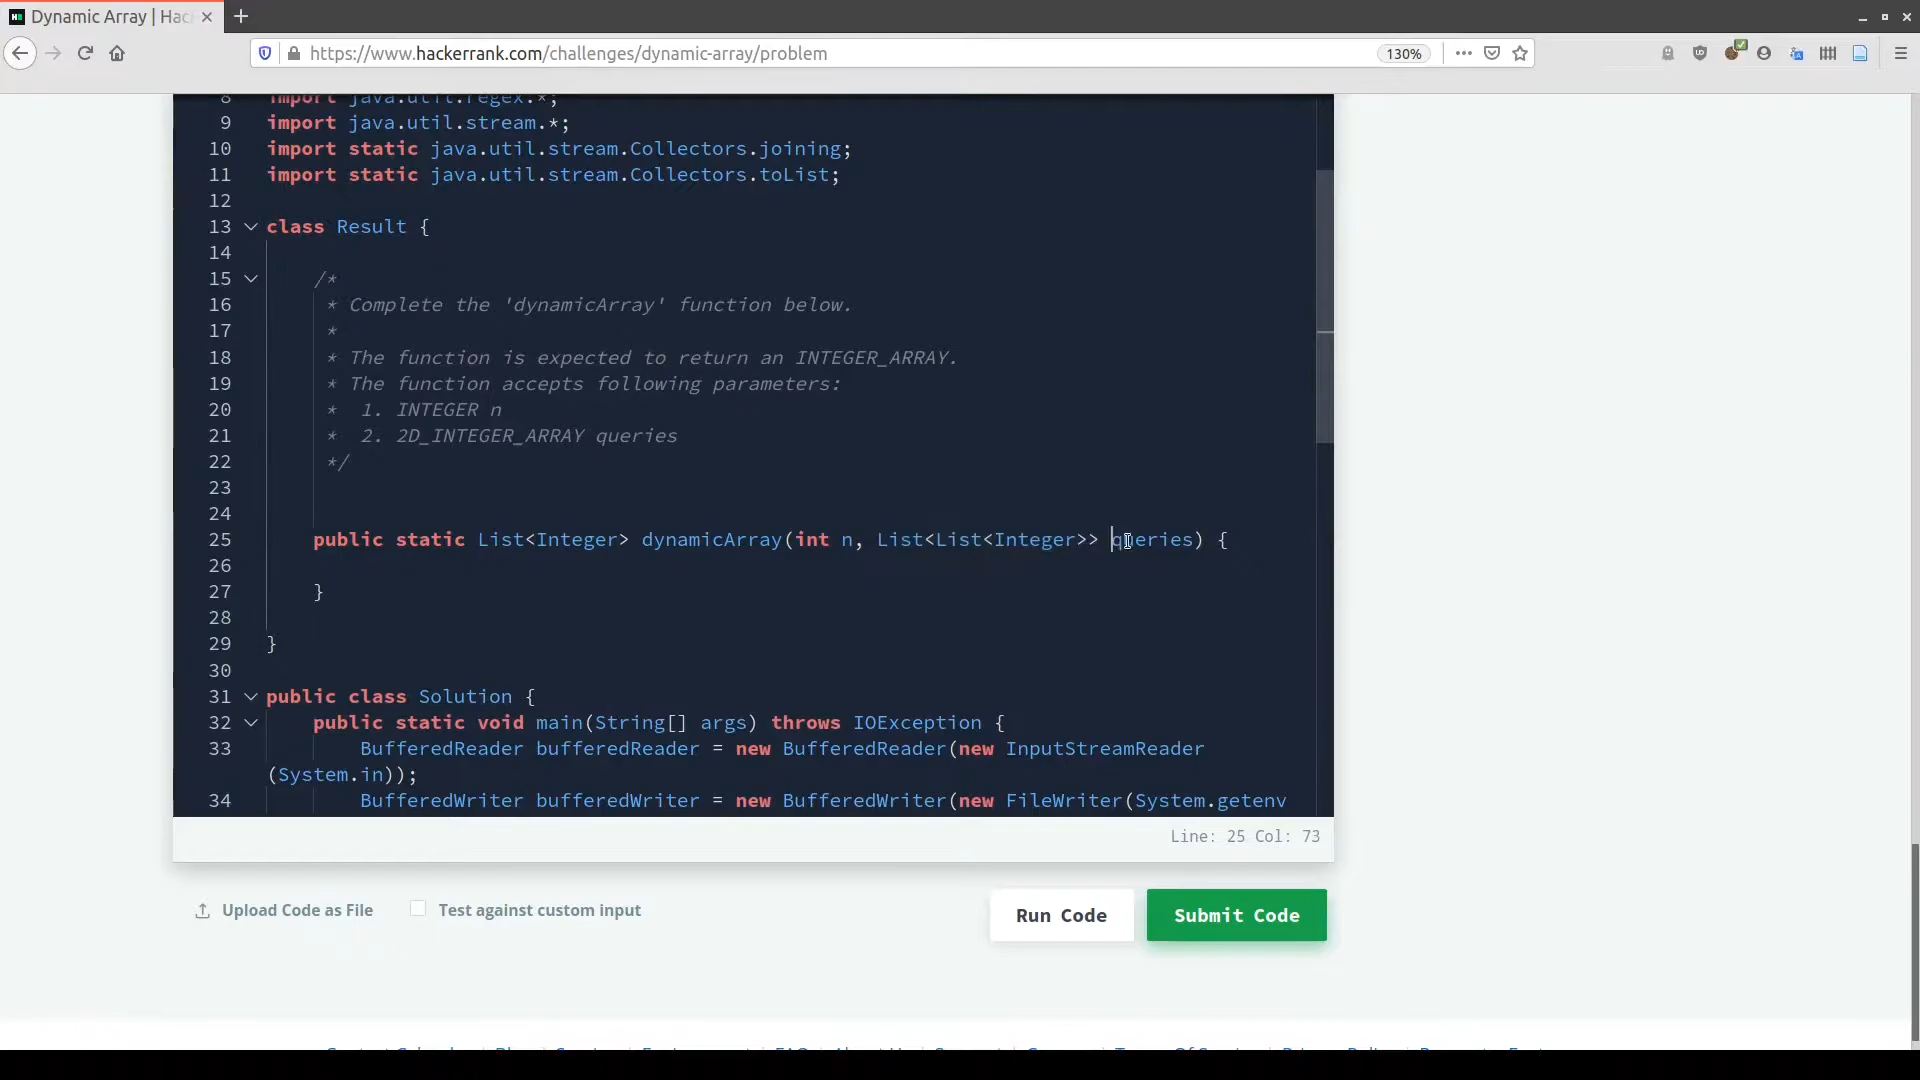 Dynamic Array | Hac
https://www.hackerrank.com/challenges/dynamic-array/problem
130%
8 import java.util.regex.*;
9 import java.util.stream.*;
10 import static java.util.stream.Collectors.joining;
11 import static java.util.stream.Collectors.toList;
12
13 class Result {
14
15 /*
16 * Complete the 'dynamicArray' function below.
17 *
18 * The function is expected to return an INTEGER_ARRAY.
19 * The function accepts following parameters:
20 * 1. INTEGER n
21 * 2. 2D_INTEGER_ARRAY queries
22 */
23
24
25 public static List<Integer> dynamicArray(int n, List<List<Integer>> queries) {
26
27 }
28
29 }
30
31 public class Solution {
32 public static void main(String[] args) throws IOException {
33 BufferedReader bufferedReader = new BufferedReader(new InputStreamReader
(System.in));
34 BufferedWriter bufferedWriter = new BufferedWriter(new FileWriter(System.getenv
Line: 25 Col: 73
Upload Code as File
Test against custom input
Run Code
Submit Code